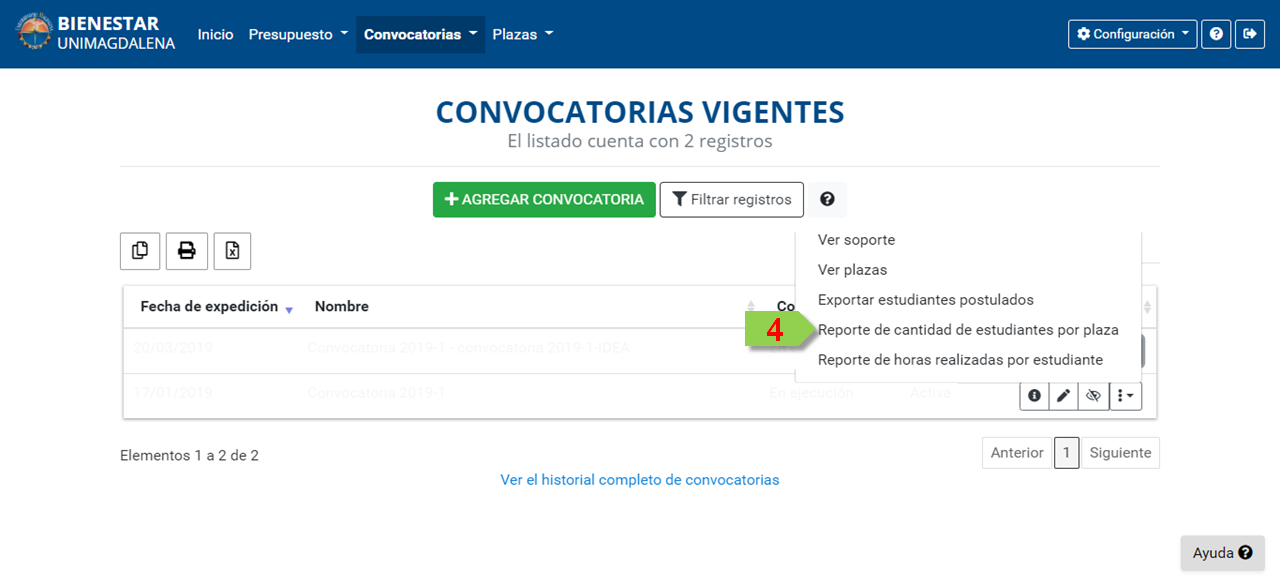 BIENESTAR
UNIMAGDALENA
Inicio Presupuesto Convocatorias Plazas Configuración
CONVOCATORIAS VIGENTES
El listado cuenta con 2 registros
AGREGAR CONVOCATORIA Filtrar registros
Ver soporte
Ver plazas
Exportar estudiantes postulados
Fecha de expedición Nombre Co
4 Reporte de cantidad de estudiantes por plaza
20/03/2019 Convocatoria 2019-1 - convocatoria 2019-1-IDEA
Reporte de horas realizadas por estudiante
17/01/2019 Convocatoria 2019-1 En ejecución Activa
Elementos 1 a 2 de 2 Anterior 1 Siguiente
Ver el historial completo de convocatorias
Ayuda